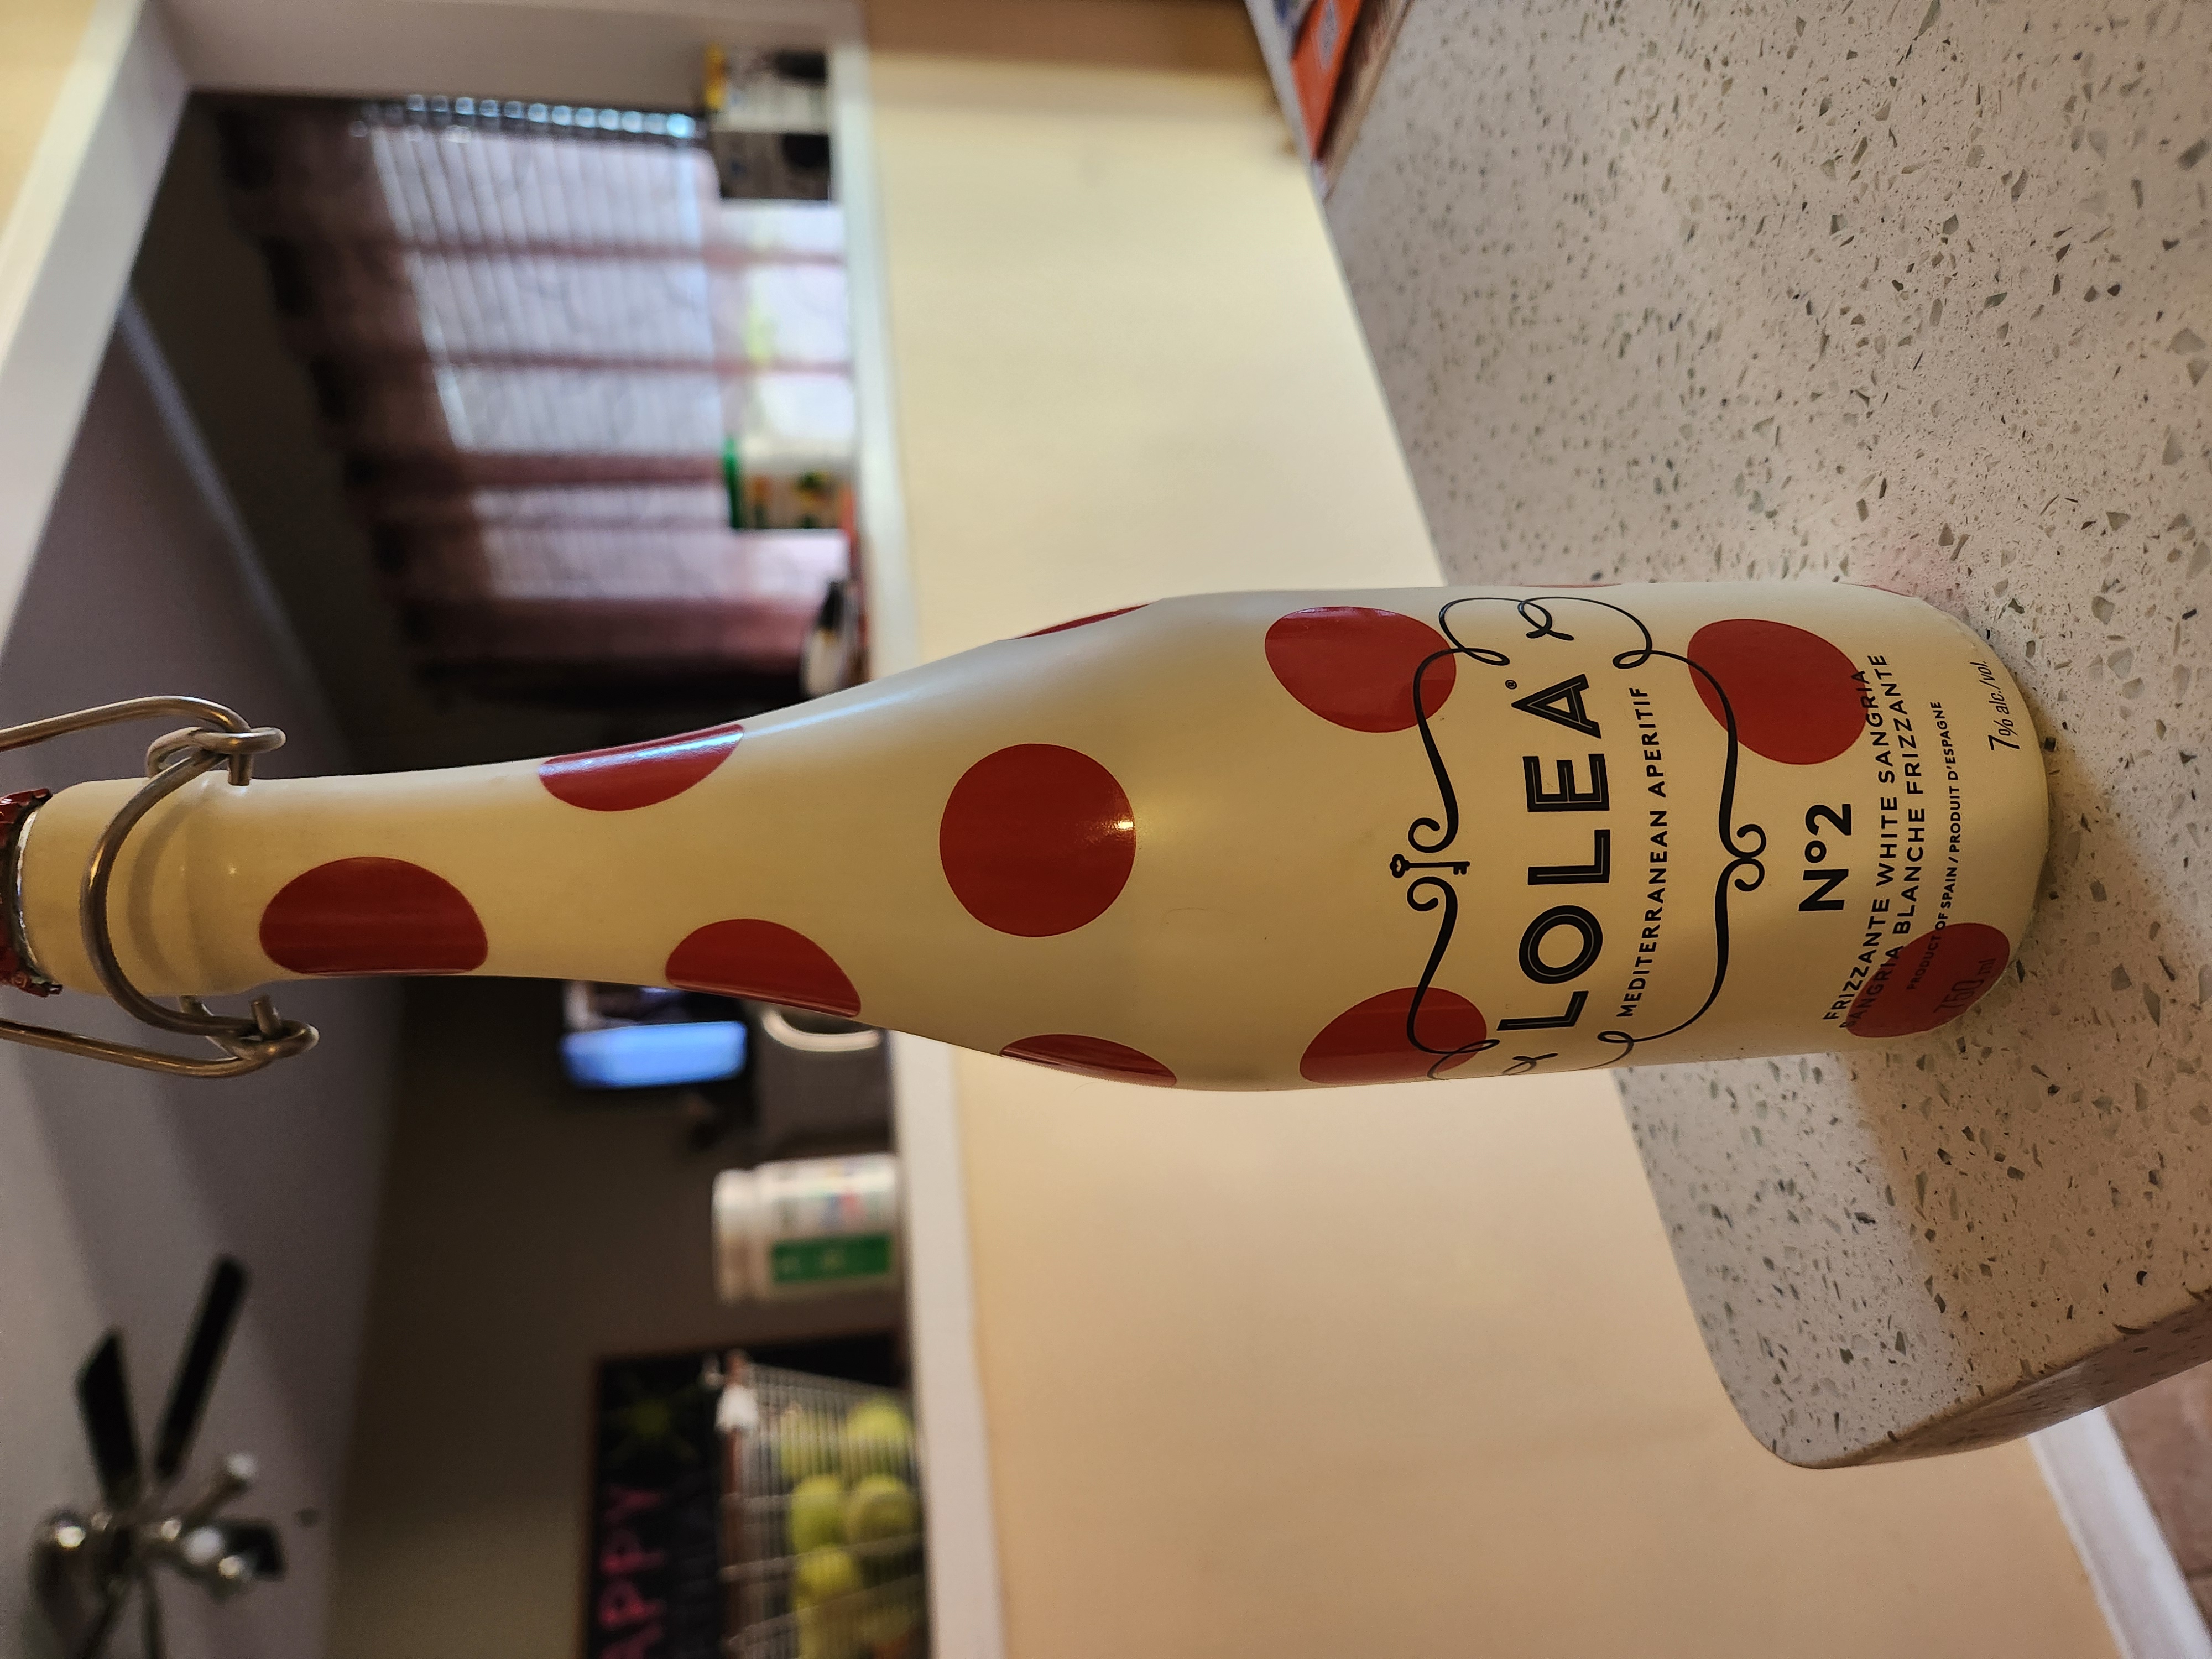 LOLEA®
MEDITERRANEAN APERITIF
Nº2
FRIZZANTE WHITE SANGRIA
SANGRIA BLANCHE FRIZZANTE
PRODUCT OF SPAIN / PRODUIT D'ESPAGNE
750 ml
7% alc./vol.
APPY